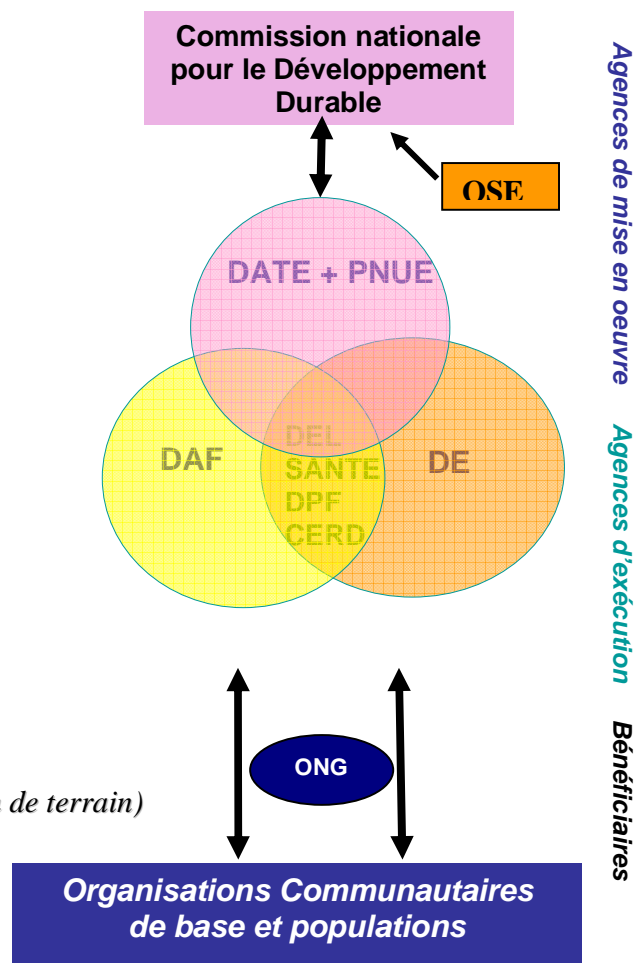 Commission nationale
pour le Développement
Durable
OSE
DATE + PNUE
DAF
DEL
SANTE
DPF
CERD
DE
ONG
de terrain)
Organisations Communautaires
de base et populations
Agences de mise en oeuvre
Agences d'exécution
Bénéficiaires